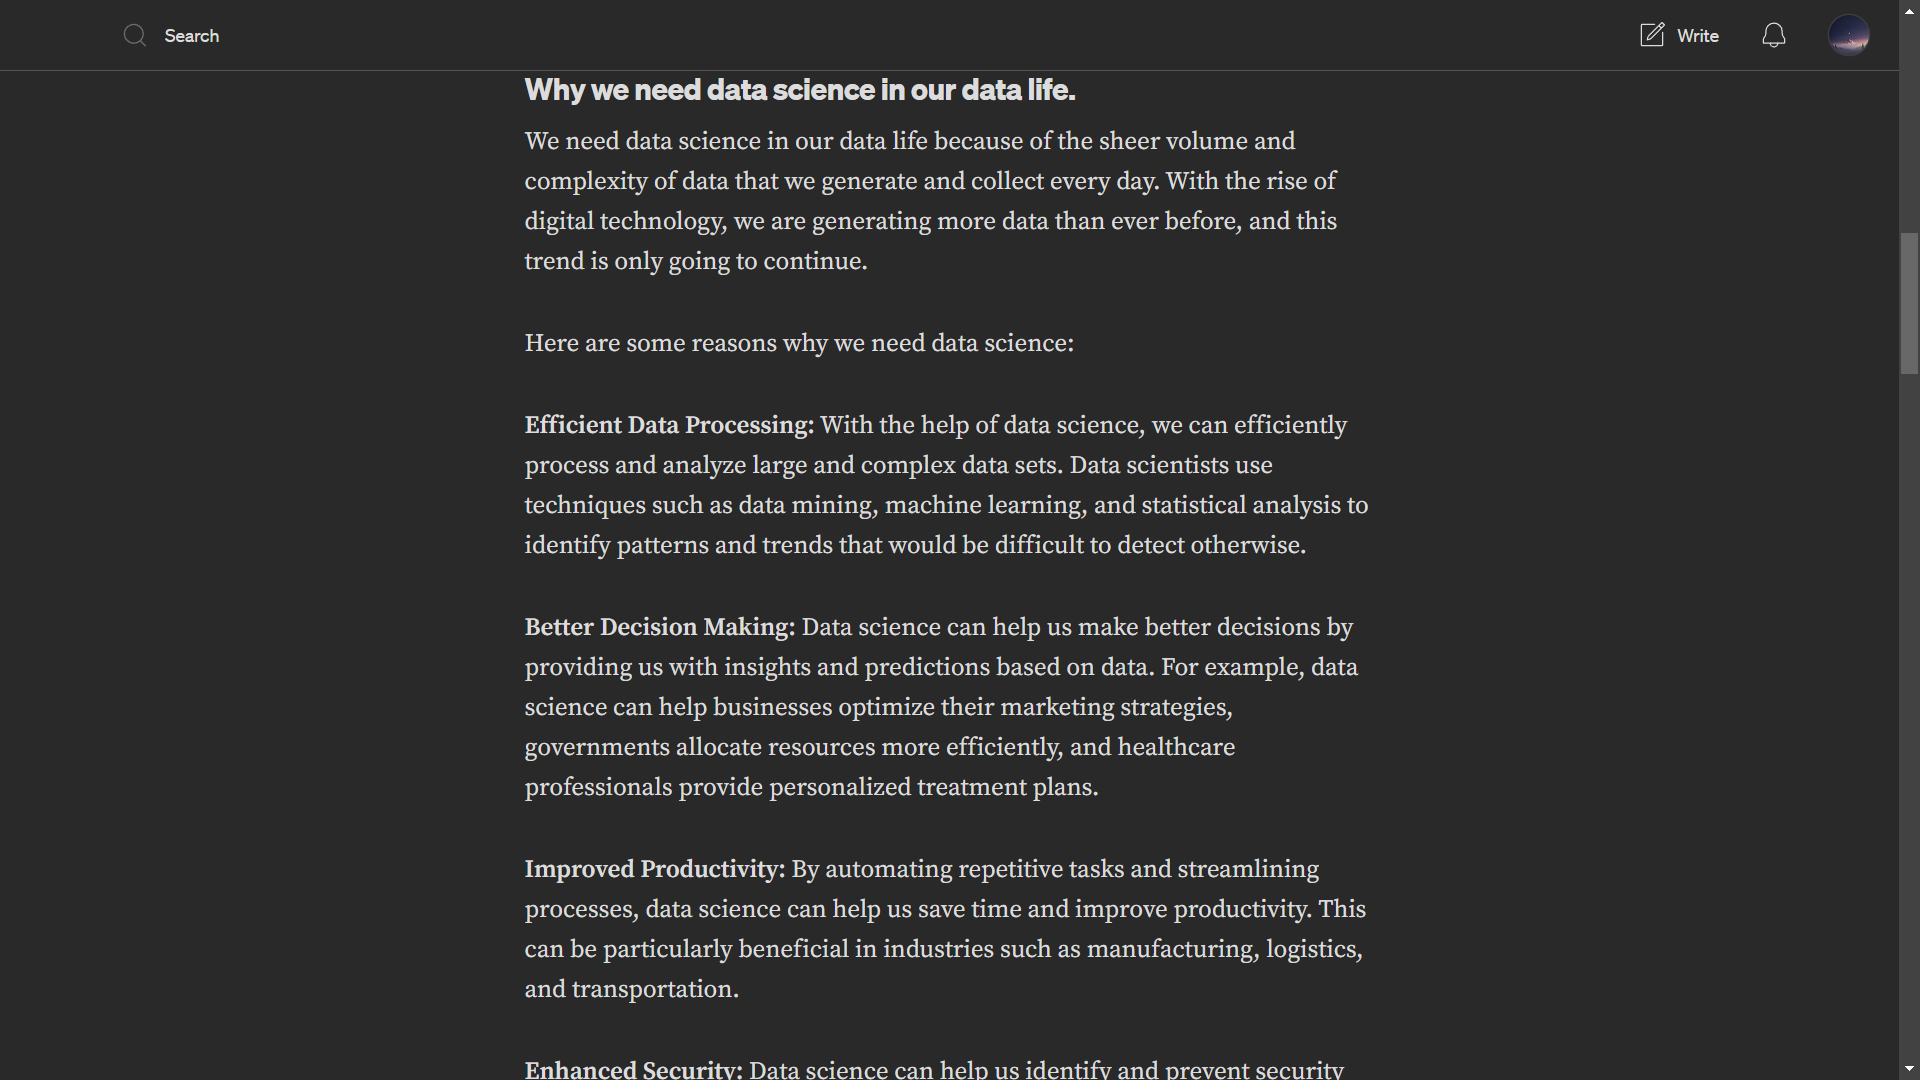 Search
Write
Why we need data science in our data life.
We need data science in our data life because of the sheer volume and
complexity of data that we generate and collect every day. With the rise of
digital technology, we are generating more data than ever before, and this
trend is only going to continue.
Here are some reasons why we need data science:
Efficient Data Processing: With the help of data science, we can efficiently
process and analyze large and complex data sets. Data scientists use
techniques such as data mining, machine learning, and statistical analysis to
identify patterns and trends that would be difficult to detect otherwise.
Better Decision Making: Data science can help us make better decisions by
providing us with insights and predictions based on data. For example, data
science can help businesses optimize their marketing strategies,
governments allocate resources more efficiently, and healthcare
professionals provide personalized treatment plans.
Improved Productivity: By automating repetitive tasks and streamlining
processes, data science can help us save time and improve productivity. This
can be particularly beneficial in industries such as manufacturing, logistics,
and transportation.
Enhanced Security: Data science can help us identify and prevent security